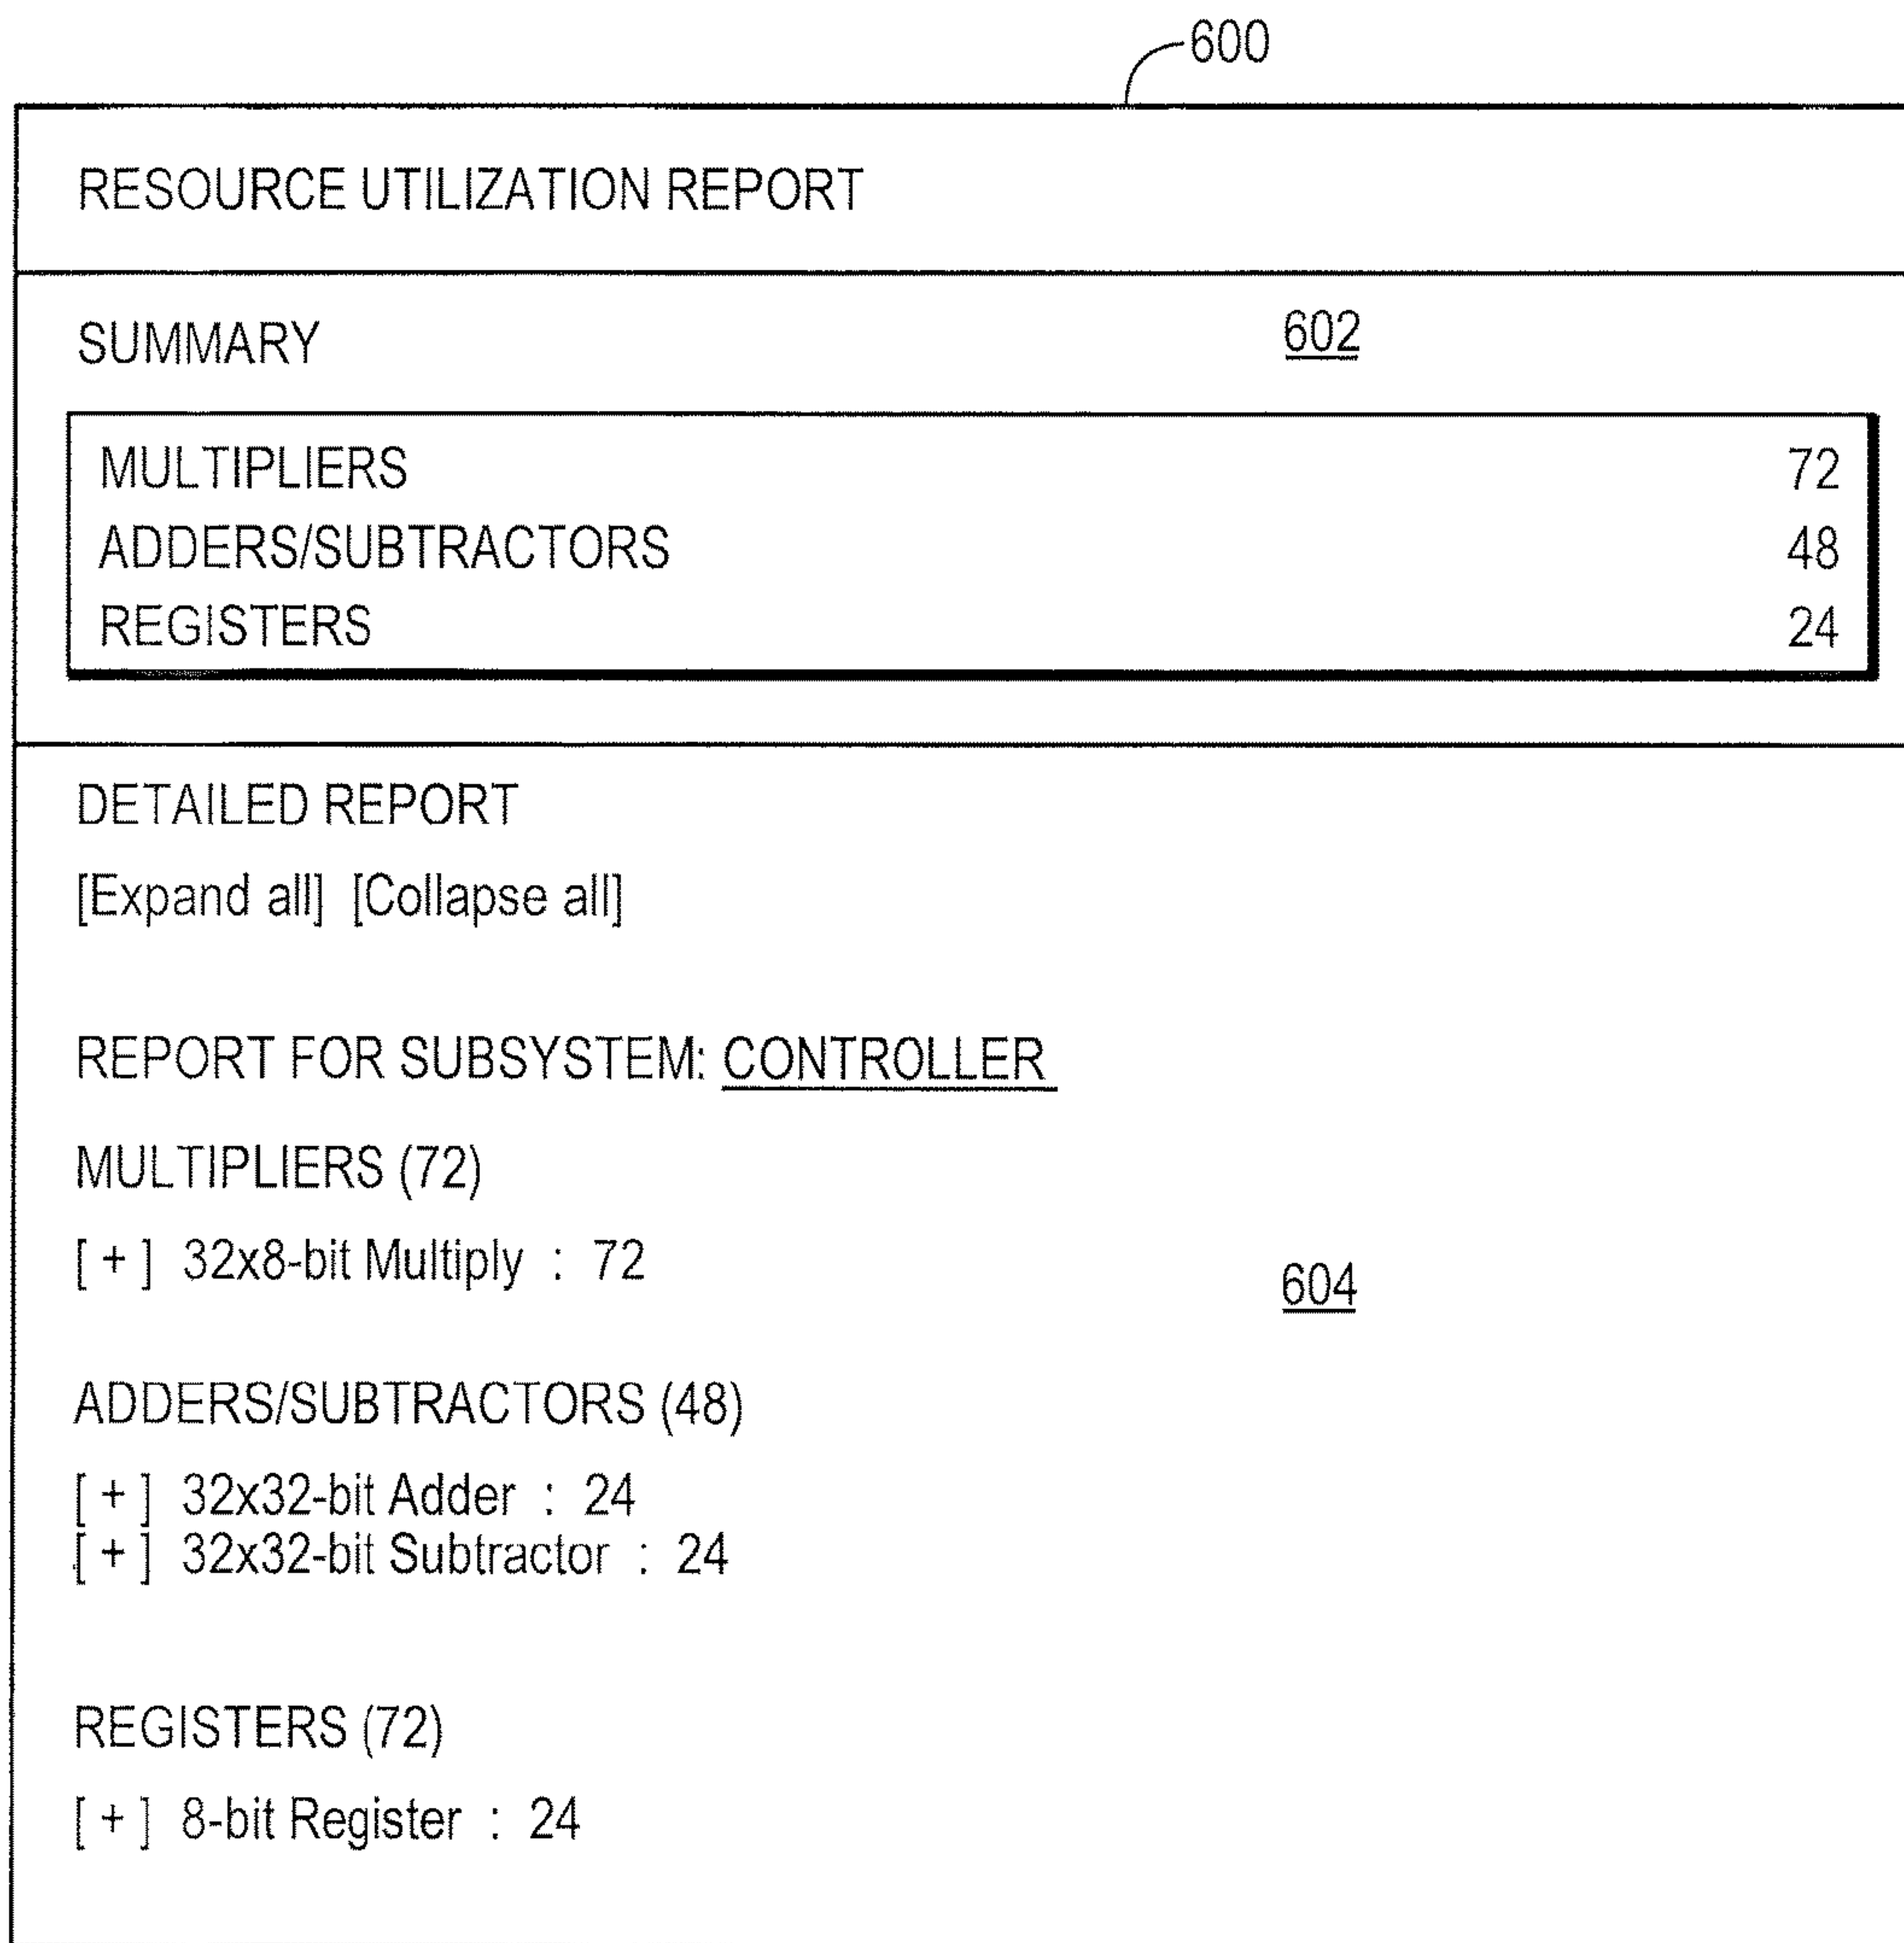 600
RESOURCE UTILIZATION REPORT
SUMMARY 602
MULTIPLIERS 72
ADDERS/SUBTRACTORS 48
REGISTERS 24
DETAILED REPORT
[Expand all] [Collapse all]
REPORT FOR SUBSYSTEM: CONTROLLER
MULTIPLIERS (72)
[ + ] 32x8-bit Multiply : 72
604
ADDERS/SUBTRACTORS (48)
[ + ] 32x32-bit Adder : 24
[ + ] 32x32-bit Subtractor : 24
REGISTERS (72)
[ + ] 8-bit Register : 24